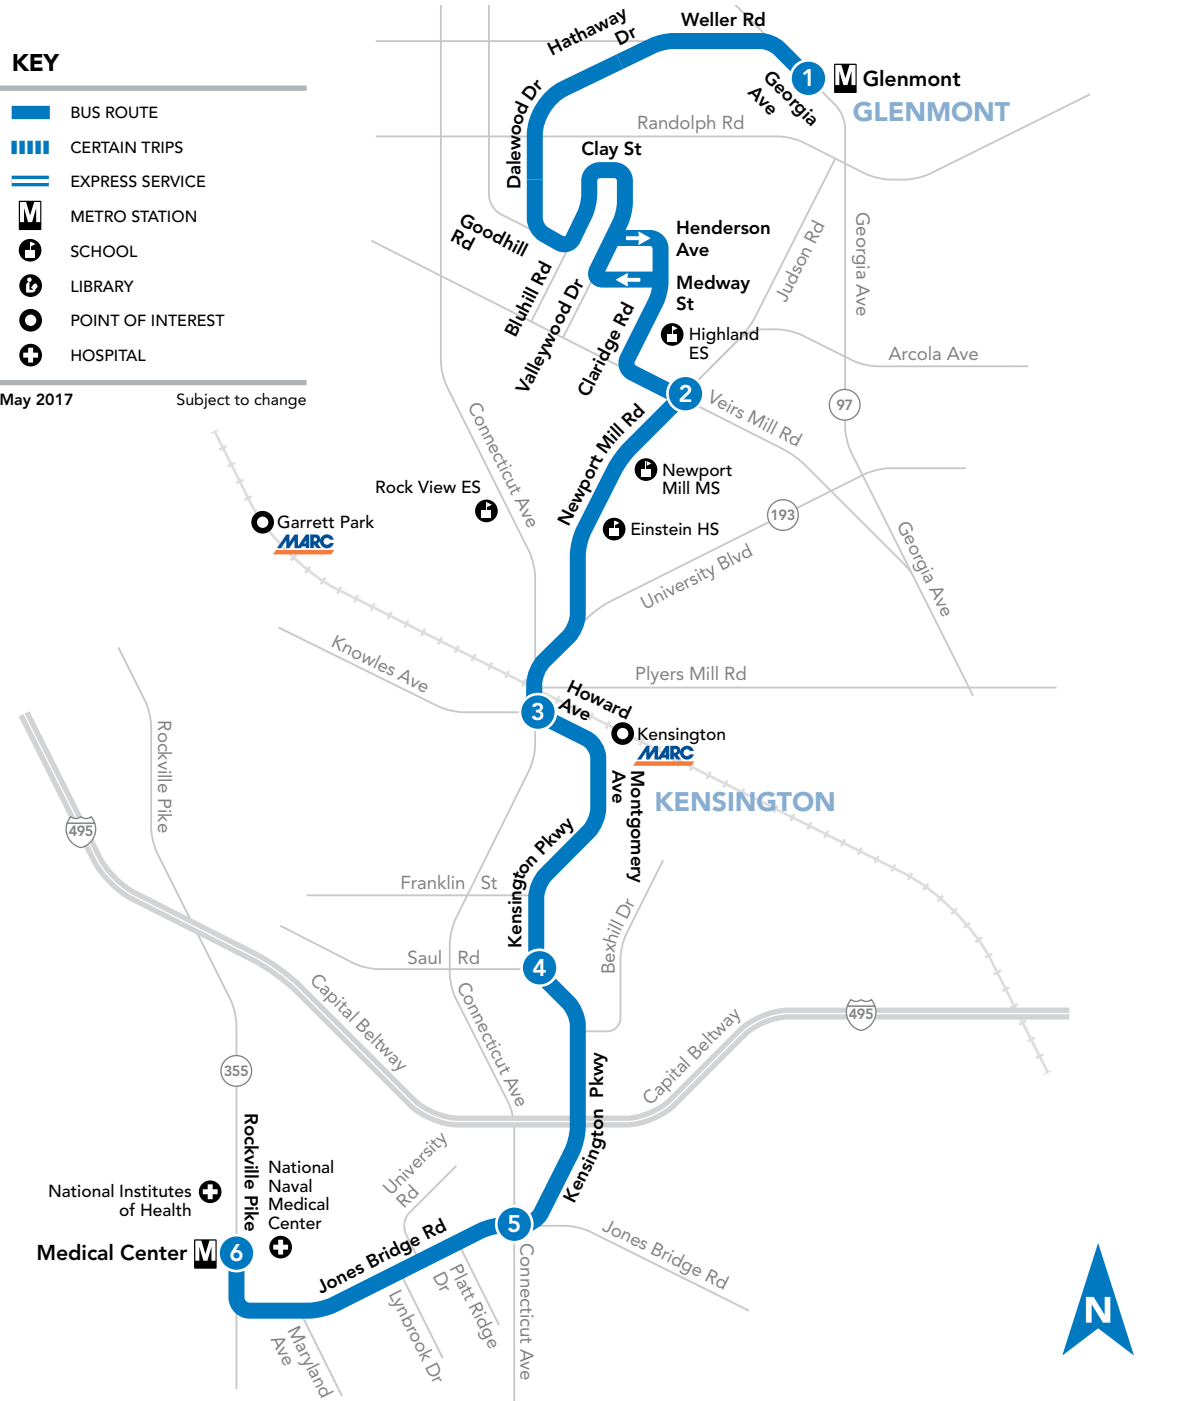 KEY
BUS ROUTE
CERTAIN TRIPS
EXPRESS SERVICE
M METRO STATION
SCHOOL
LIBRARY
POINT OF INTEREST
HOSPITAL
May 2017
Subject to change
Hathaway
Dr
Weller Rd
1
M Glenmont
GLENMONT
Georgia
Ave
Randolph Rd
Dalewood Dr
Clay St
Goodhill
Rd
Henderson
Ave
Medway
St
Judson Rd
Georgia Ave
Bluhill Rd
Valleywood Dr
Claridge Rd
Highland
ES
Arcola Ave
2
97
Veirs Mill Rd
Connecticut Ave
Newport Mill Rd
Newport
Mill MS
Rock View ES
Einstein HS
193
Garrett Park
MARC
University Blvd
Georgia Ave
Knowles Ave
Plyers Mill Rd
3
Howard
Ave
Kensington
MARC
KENSINGTON
Montgomery
Ave
Rockville Pike
495
Kensington Pkwy
Franklin St
Bexhill Dr
Saul Rd
4
Capital Beltway
Connecticut Ave
Capital Beltway
495
355
Kensington Pkwy
Rockville Pike
University
Rd
National Institutes
of Health
National
Naval
Medical
Center
Medical Center M
6
Jones Bridge Rd
5
Jones Bridge Rd
Connecticut Ave
Platt Ridge
Dr
Lynbrook Dr
Maryland
Ave
N